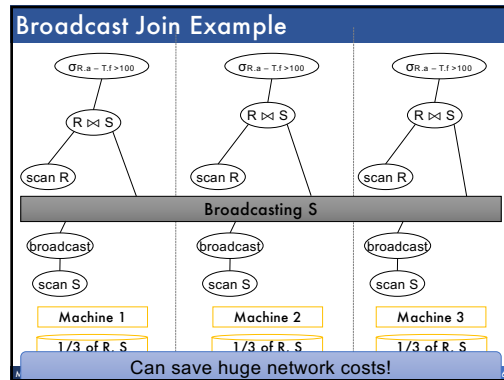 Broadcast Join Example
σR.a – T.f >100
σR.a – T.f >100
σR.a – T.f >100
R ⋈ S
R ⋈ S
R ⋈ S
scan R
scan R
scan R
Broadcasting S
broadcast
broadcast
broadcast
scan S
scan S
scan S
Machine 1
Machine 2
Machine 3
1/3 of R, S
1/3 of R, S
1/3 of R, S
Can save huge network costs!